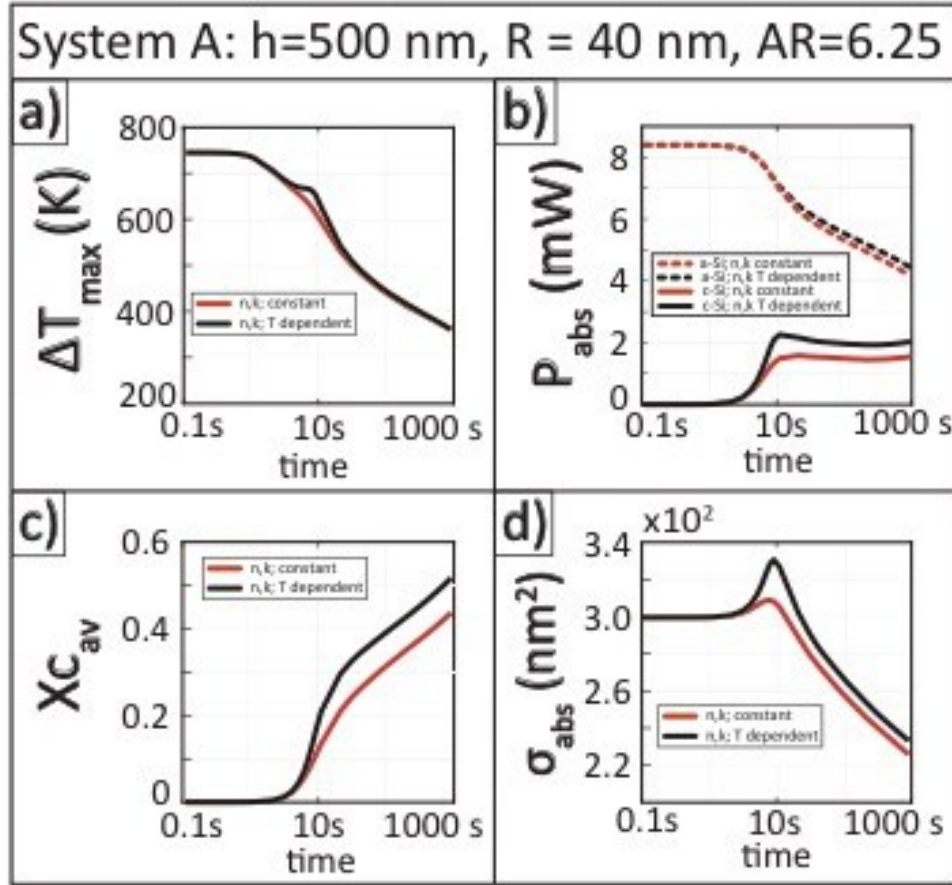 System A: h=500 nm, R = 40 nm, AR=6.25
a)
ΔTmax (K)
800
600
400
200
n,k; constant
n,k; T dependent
0.1s 10s 1000 s
time
b)
Pabs (mW)
8
6
4
2
0
a-Si; n,k constant
a-Si; n,k T dependent
c-Si; n,k constant
c-Si; n,k T dependent
0.1s 10s 1000 s
time
c)
Xcav
0.6
0.4
0.2
0
n,k; constant
n,k; T dependent
0.1s 10s 1000 s
time
d)
x10²
σabs (nm²)
3.4
3.0
2.6
2.2
n,k; constant
n,k; T dependent
0.1s 10s 1000 s
time